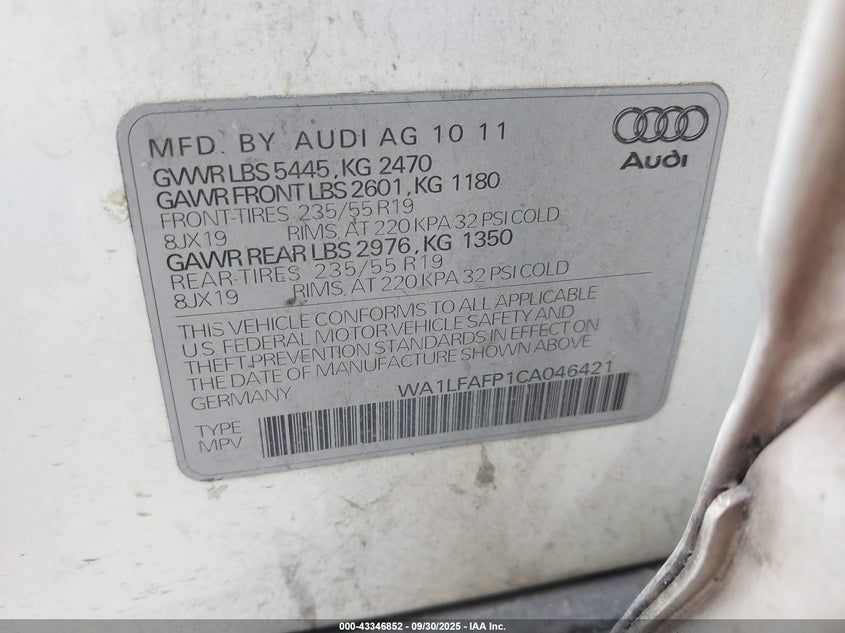 MFD. BY AUDI AG 10 11
Audi
GVWR LBS 5445, KG 2470
GAWR FRONT LBS 2601, KG 1180
FRONT-TIRES 235/55 R19
8JX19 RIMS, AT 220 KPA 32 PSI COLD
GAWR REAR LBS 2976, KG 1350
REAR-TIRES 235/55 R19
8JX19 RIMS, AT 220 KPA 32 PSI COLD
THIS VEHICLE CONFORMS TO ALL APPLICABLE
U.S. FEDERAL MOTOR VEHICLE SAFETY AND
THEFT PREVENTION STANDARDS IN EFFECT ON
THE DATE OF MANUFACTURE SHOWN ABOVE
GERMANY. WA1LFAFP1CA046421
TYPE
MPV
000-43346852 - 09/30/2025 - IAA Inc.